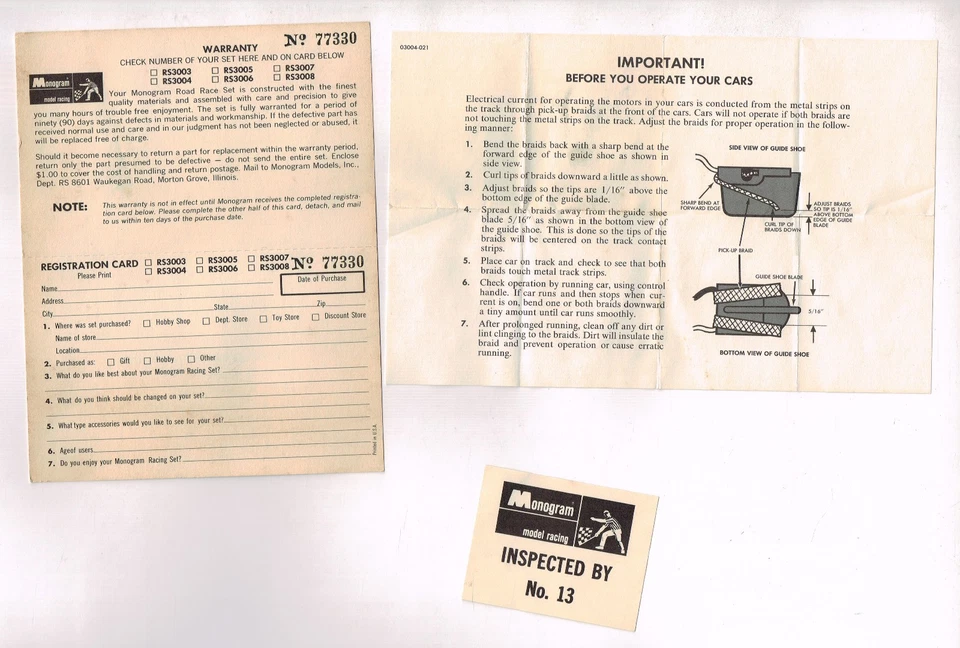 WARRANTY
Nº 77330
CHECK NUMBER OF YOUR SET HERE AND ON CARD BELOW
☐ RS3003 ☐ RS3005 ☐ RS3007
☐ RS3004 ☐ RS3006 ☐ RS3008
Monogram
model racing
Your Monogram Road Race Set is constructed with the finest
quality materials and assembled with care and precision to give
you many hours of trouble free enjoyment. The set is fully warranted for a period of
ninety (90) days against defects in materials and workmanship. If the defective part has
received normal use and care and in our judgment has not been neglected or abused, it
will be replaced free of charge.
Should it become necessary to return a part for replacement within the warranty period,
return only the part presumed to be defective — do not send the entire set. Enclose
$1.00 to cover the cost of handling and return postage. Mail to Monogram Models, Inc.,
Dept. RS 8601 Waukegan Road, Morton Grove, Illinois.
NOTE:
This warranty is not in effect until Monogram receives the completed registra-
tion card below. Please complete the other half of this card, detach, and mail
to us within ten days of the purchase date.
REGISTRATION CARD ☐ RS3003 ☐ RS3005 ☐ RS3007 Nº 77330
Please Print ☐ RS3004 ☐ RS3006 ☐ RS3008
Date of Purchase
Name
Address
City State Zip
1. Where was set purchased? ☐ Hobby Shop ☐ Dept. Store ☐ Toy Store ☐ Discount Store
Name of store
Location
2. Purchased as: ☐ Gift ☐ Hobby ☐ Other
3. What do you like best about your Monogram Racing Set?
4. What do you think should be changed on your set?
5. What type accessories would you like to see for your set?
6. Ageof users
7. Do you enjoy your Monogram Racing Set?
Printed in U.S.A.
03004-021
IMPORTANT!
BEFORE YOU OPERATE YOUR CARS
Electrical current for operating the motors in your cars is conducted from the metal strips on
the track through pick-up braids at the front of the cars. Cars will not operate if both braids are
not touching the metal strips on the track. Adjust the braids for proper operation in the follow-
ing manner:
1. Bend the braids back with a sharp bend at the
forward edge of the guide shoe as shown in
side view.
2. Curl tips of braids downward a little as shown.
3. Adjust braids so the tips are 1/16" above the
bottom edge of the guide blade.
4. Spread the braids away from the guide shoe
blade 5/16" as shown in the bottom view of
the guide shoe. This is done so the tips of the
braids will be centered on the track contact
strips.
5. Place car on track and check to see that both
braids touch metal track strips.
6. Check operation by running car, using control
handle. If car runs and then stops when cur-
rent is on, bend one or both braids downward
a tiny amount until car runs smoothly.
7. After prolonged running, clean off any dirt or
lint clinging to the braids. Dirt will insulate the
braid and prevent operation or cause erratic
running.
SIDE VIEW OF GUIDE SHOE
SHARP BEND AT
FORWARD EDGE
CURL TIP OF
BRAIDS DOWN
ADJUST BRAIDS
SO TIP IS 1/16"
ABOVE BOTTOM
EDGE OF GUIDE
BLADE
PICK-UP BRAID
GUIDE SHOE BLADE
5/16"
BOTTOM VIEW OF GUIDE SHOE
Monogram
model racing
INSPECTED BY
No. 13